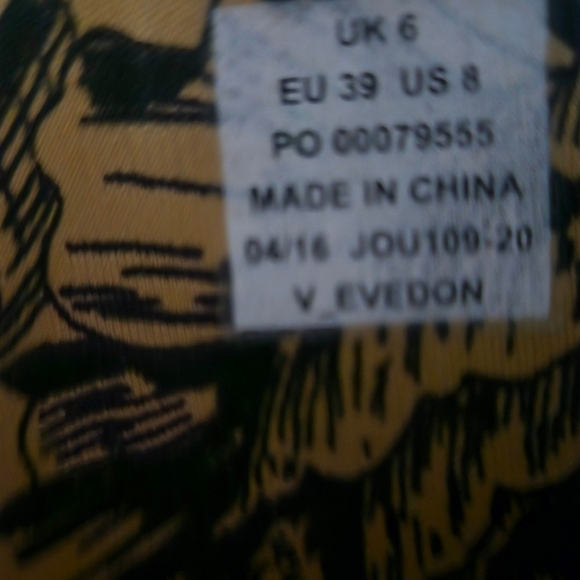 UK 6
EU 39 US 8
PO 00079555
MADE IN CHINA
04/16 JOU109-20
V_EVEDON